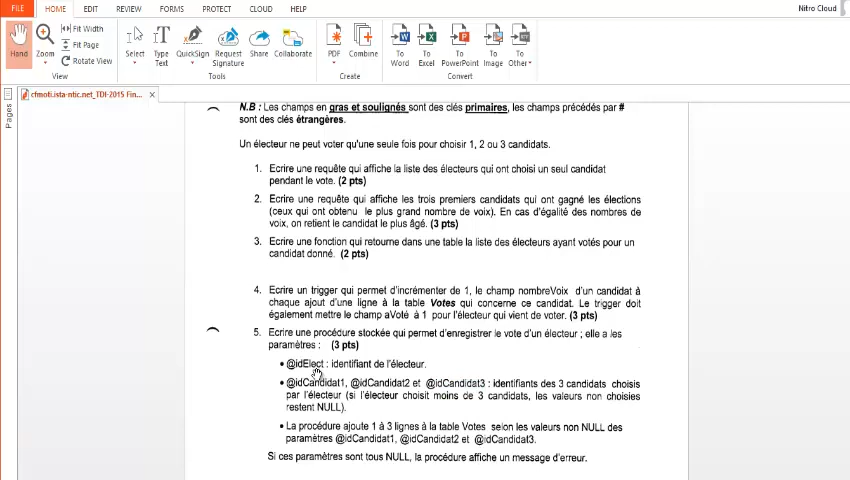 FILE HOME EDIT REVIEW FORMS PROTECT CLOUD HELP Nitro Cloud
Hand Zoom Fit Width Fit Page Rotate View
View
Select Type Text QuickSign Request Signature Share Collaborate
Tools
PDF Combine
Create
To Word To Excel To PowerPoint To Image To Other
Convert
cfmoti.ista-ntic.net_TDI-2015 Fin... ×
Pages
N.B : Les champs en gras et soulignés sont des clés primaires, les champs précédés par #
sont des clés étrangères.
Un électeur ne peut voter qu'une seule fois pour choisir 1, 2 ou 3 candidats.
1. Ecrire une requête qui affiche la liste des électeurs qui ont choisi un seul candidat
pendant le vote. (2 pts)
2. Ecrire une requête qui affiche les trois premiers candidats qui ont gagné les élections
(ceux qui ont obtenu le plus grand nombre de voix). En cas d'égalité des nombres de
voix, on retient le candidat le plus âgé. (3 pts)
3. Ecrire une fonction qui retourne dans une table la liste des électeurs ayant votés pour un
candidat donné. (2 pts)
4. Ecrire un trigger qui permet d'incrémenter de 1, le champ nombreVoix d'un candidat à
chaque ajout d'une ligne à la table Votes qui concerne ce candidat. Le trigger doit
également mettre le champ aVoté à 1 pour l'électeur qui vient de voter. (3 pts)
5. Ecrire une procédure stockée qui permet d'enregistrer le vote d'un électeur ; elle a les
paramètres : (3 pts)
• @idElect : identifiant de l'électeur.
• @idCandidat1, @idCandidat2 et @idCandidat3 : identifiants des 3 candidats choisis
par l'électeur (si l'électeur choisit moins de 3 candidats, les valeurs non choisies
restent NULL).
• La procédure ajoute 1 à 3 lignes à la table Votes selon les valeurs non NULL des
paramètres @idCandidat1, @idCandidat2 et @idCandidat3.
Si ces paramètres sont tous NULL, la procédure affiche un message d'erreur.